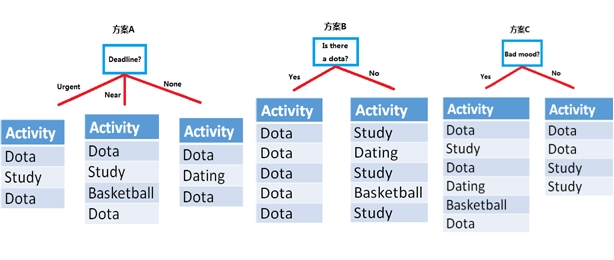 方案A
Deadline?
Urgent
Near
None
Activity
Dota
Study
Dota
Activity
Dota
Study
Basketball
Dota
Activity
Dota
Dating
Dota
方案B
Is there
a dota?
Yes
No
Activity
Dota
Dota
Dota
Dota
Dota
Activity
Study
Dating
Study
Basketball
Study
方案C
Bad mood?
Yes
No
Activity
Dota
Study
Dota
Dating
Basketball
Dota
Activity
Dota
Dota
Study
Study